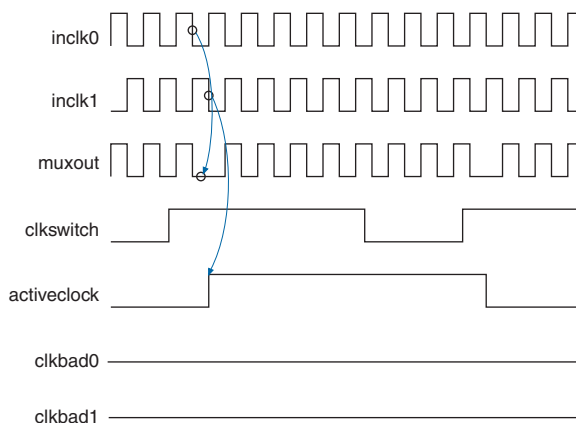 inclk0
inclk1
muxout
clkswitch
activeclock
clkbad0
clkbad1